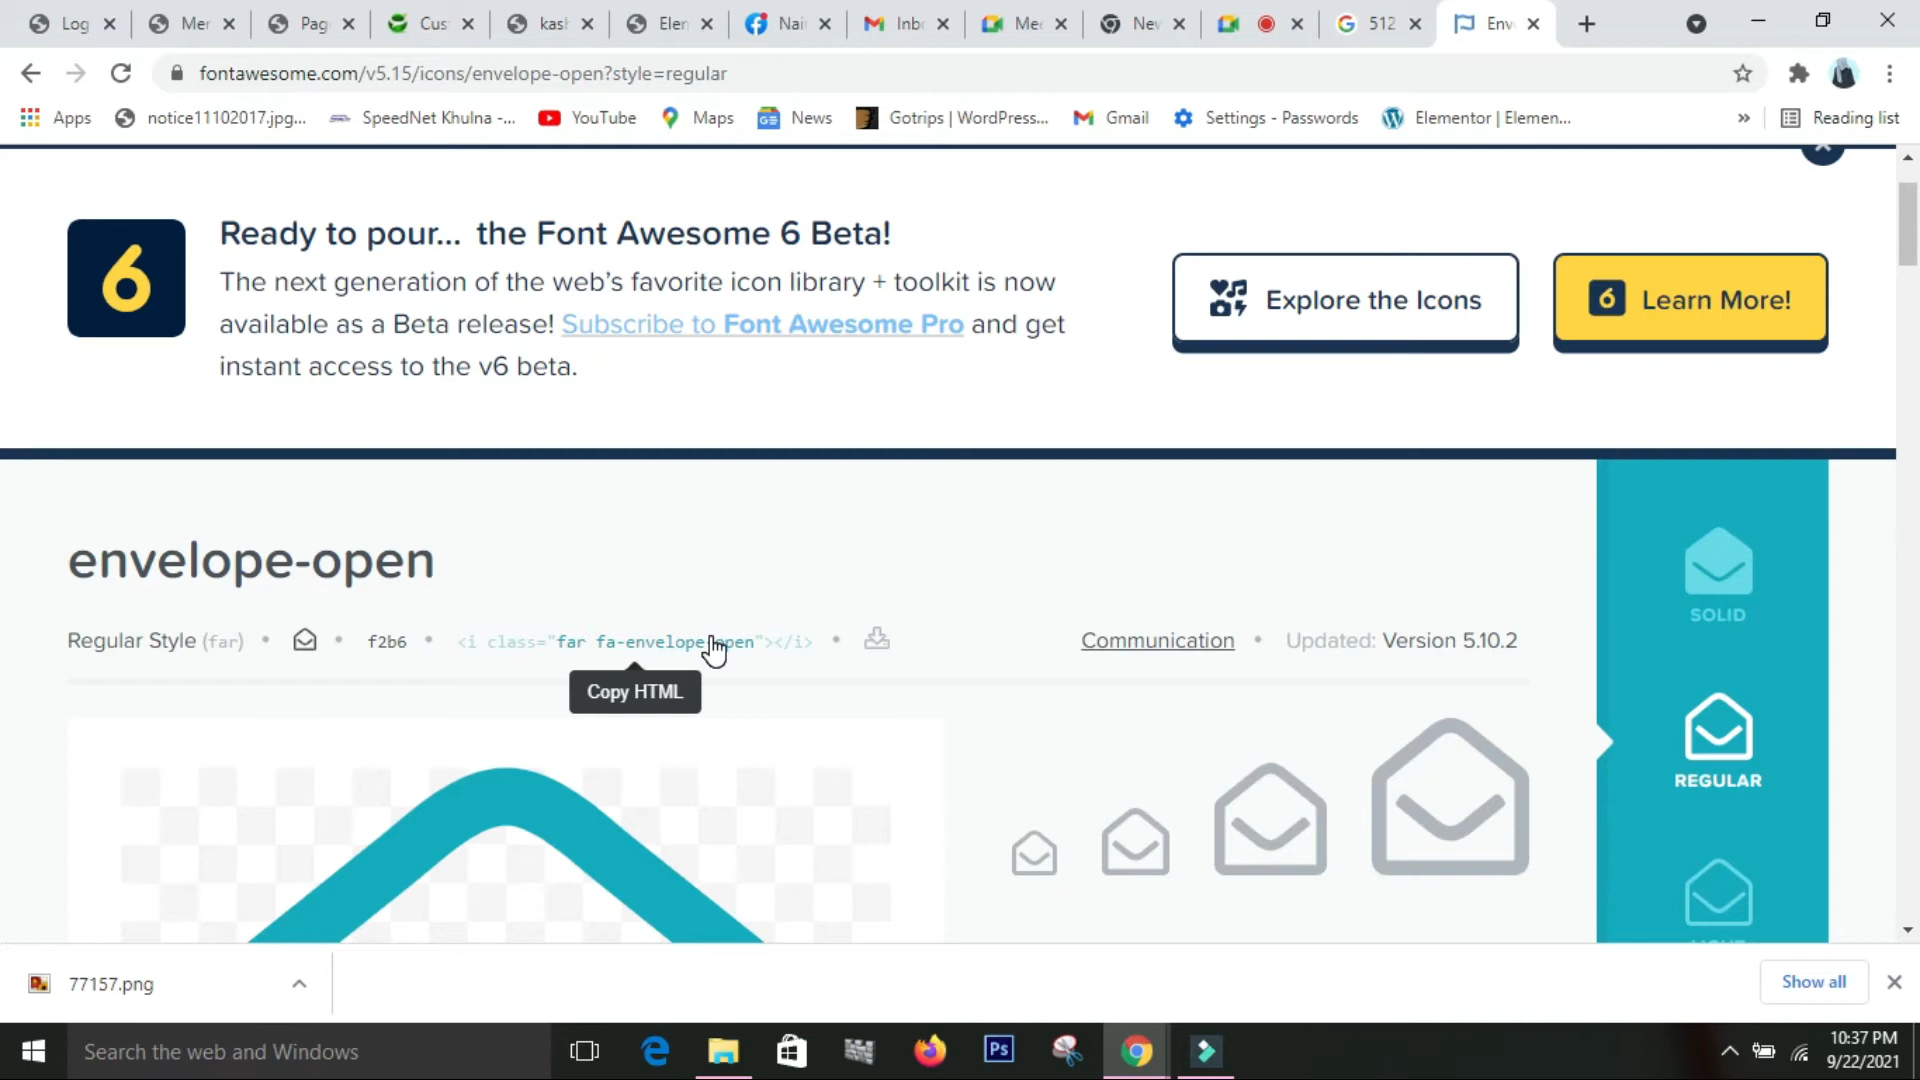 Log
Mer
Pag
Cus
kash
Elen
Nai
Inbo
Mee
New
512
Env
fontawesome.com/v5.15/icons/envelope-open?style=regular
Apps
notice11102017.jpg...
SpeedNet Khulna -...
YouTube
Maps
News
Gotrips | WordPress...
Gmail
Settings - Passwords
Elementor | Elemen...
»
Reading list
6
Ready to pour... the Font Awesome 6 Beta!
The next generation of the web's favorite icon library + toolkit is now
available as a Beta release! Subscribe to Font Awesome Pro and get
instant access to the v6 beta.
Explore the Icons
6 Learn More!
envelope-open
Regular Style (far) • • f2b6 • <i class="far fa-envelope-open"></i> •
Communication • Updated: Version 5.10.2
Copy HTML
SOLID
REGULAR
77157.png
Show all
Search the web and Windows
Ps
10:37 PM
9/22/2021